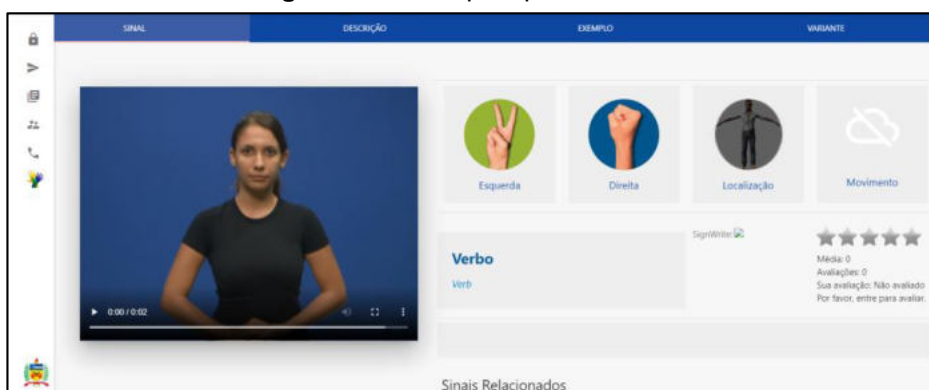 SINAL
DESCRIÇÃO
EXEMPLO
VARIANTE
Esquerda
Direita
Localização
Movimento
0:00 / 0:02
Verbo
Verb
SignWrite:
Média: 0
Avaliações: 0
Sua avaliação: Não avaliado
Por favor, entre para avaliar.
Sinais Relacionados